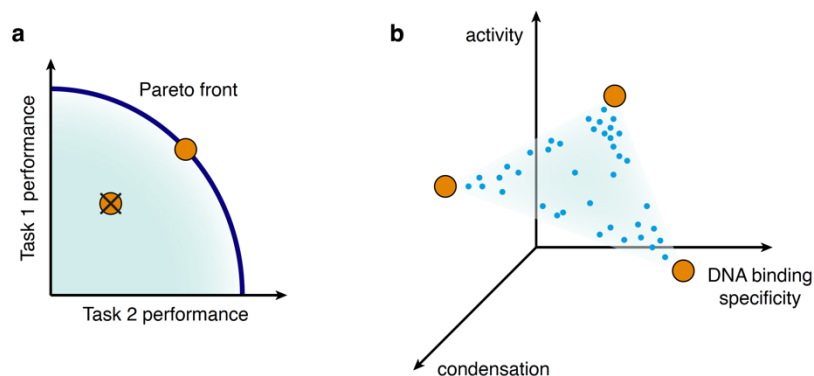 a
Pareto front
Task 1 performance
Task 2 performance
b
activity
DNA binding
specificity
condensation